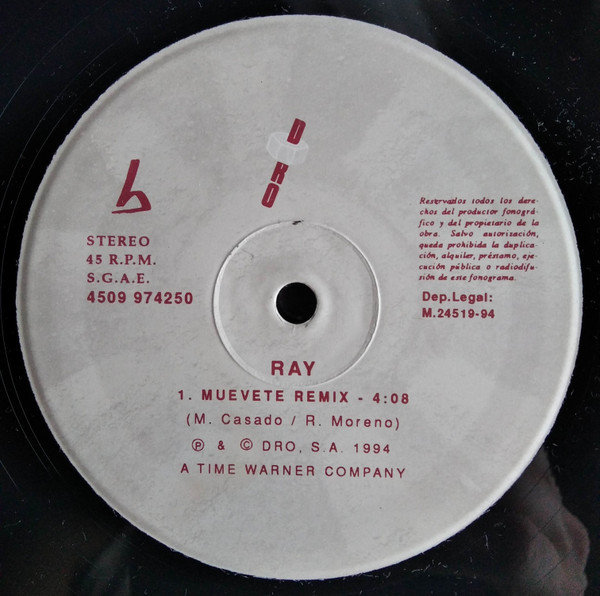 DRO
b
STEREO
45 R.P.M.
S.G.A.E.
4509 974250
Reservados todos los dere-
chos del productor fonográ-
fico y del propietario de la
obra. Salvo autorización,
queda prohibida la duplica-
ción, alquiler, préstamo, eje-
cución pública o radiodifu-
sión de este fonograma.
Dep.Legal:
M.24519-94
RAY
1. MUEVETE REMIX - 4:08
(M. Casado / R. Moreno)
℗ & © DRO, S.A. 1994
A TIME WARNER COMPANY